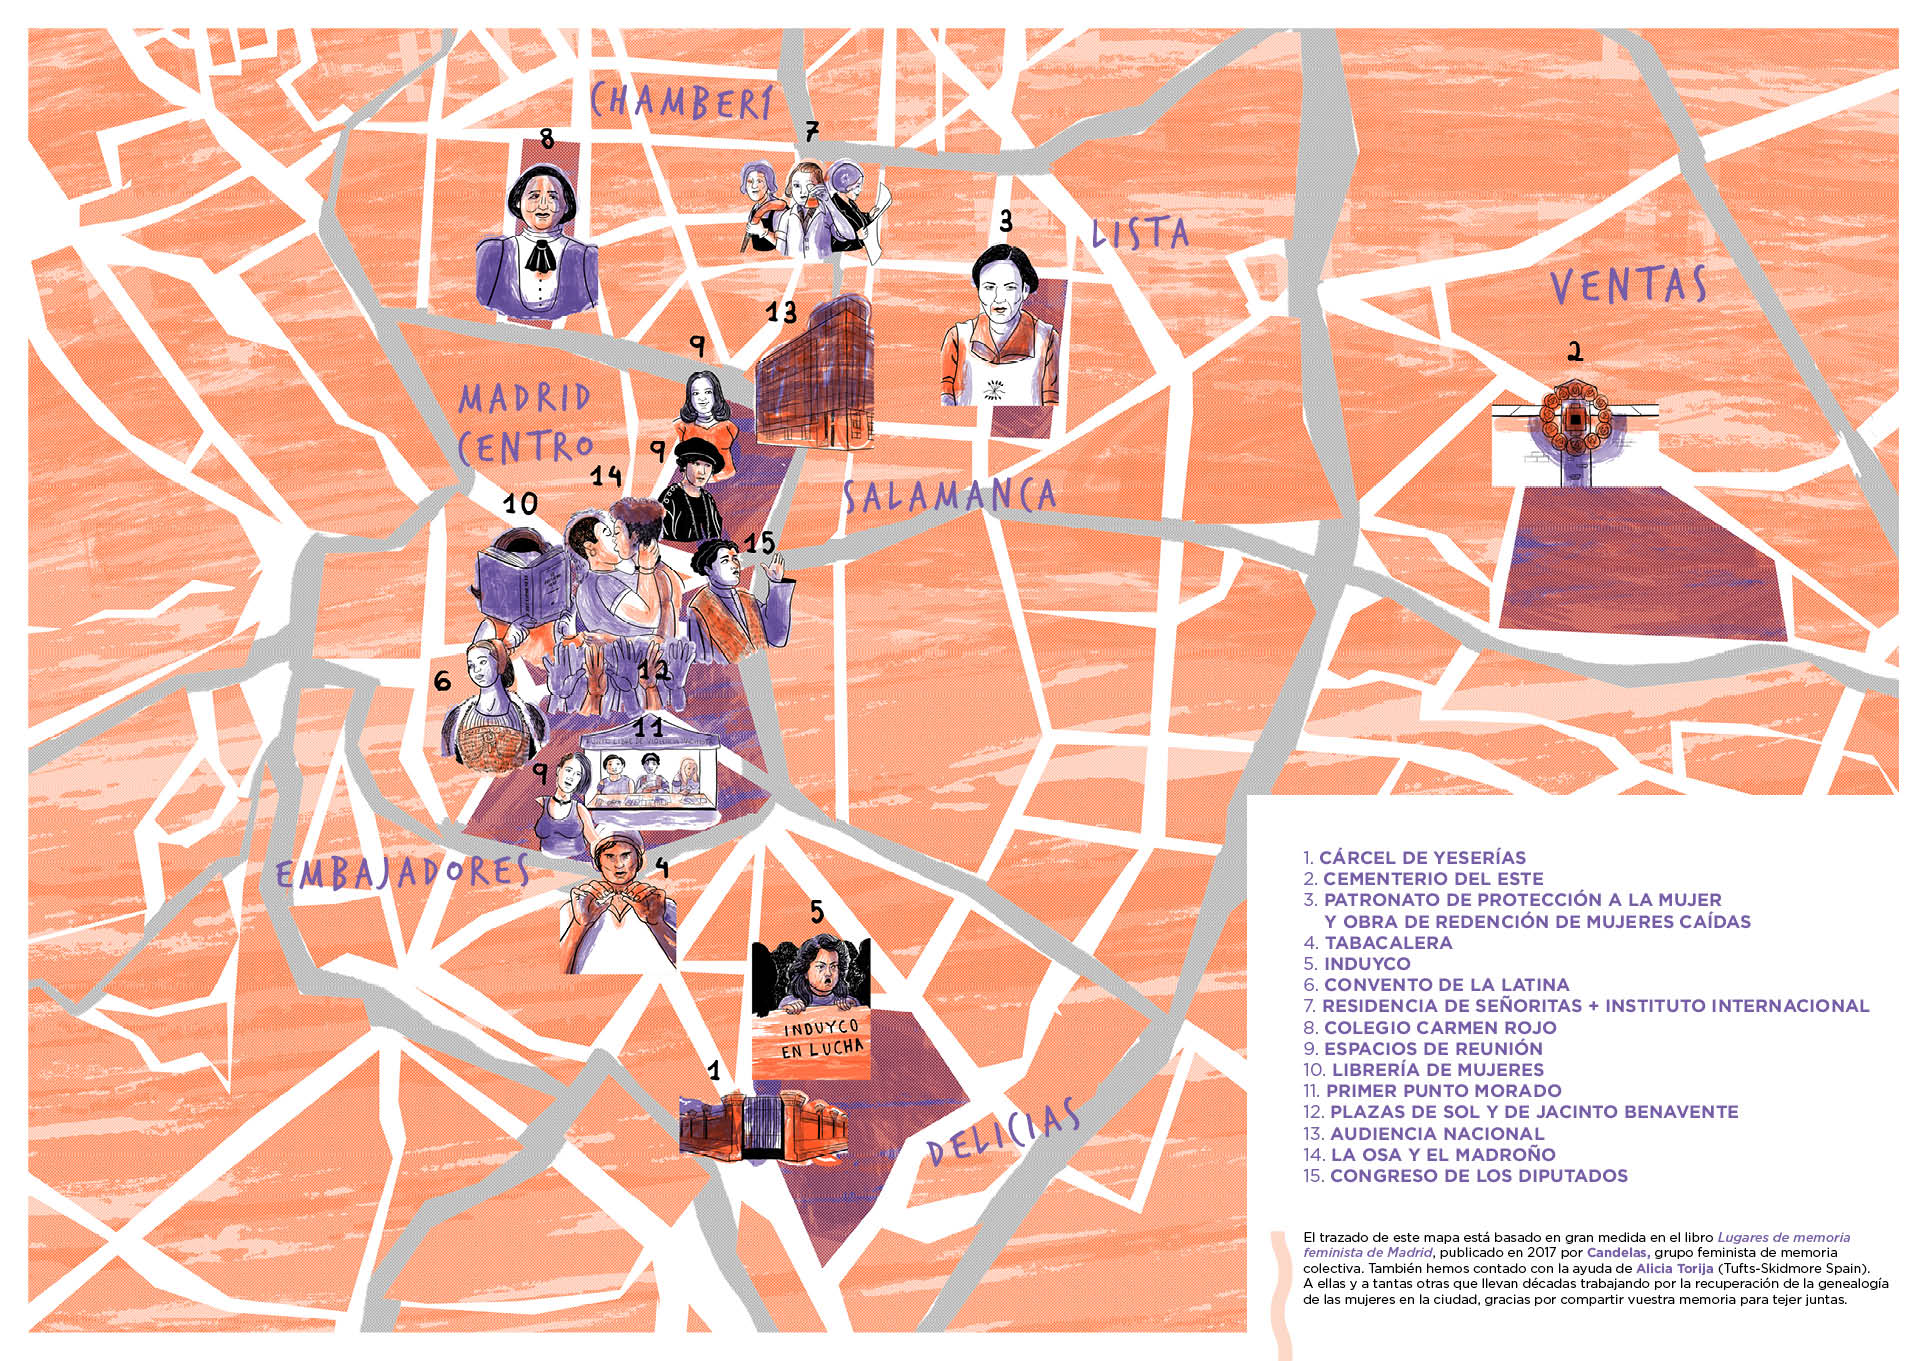 CHAMBERÍ
8
7
3
LISTA
VENTAS
13
2
9
MADRID
CENTRO
9
14
10
SALAMANCA
15
6
12
11
PUNTO LIBRE DE VIOLENCIA MACHISTA
9
EMBAJADORES
4
5
INDUYCO
EN LUCHA
1
DELICIAS
1. CÁRCEL DE YESERÍAS
2. CEMENTERIO DEL ESTE
3. PATRONATO DE PROTECCIÓN A LA MUJER
Y OBRA DE REDENCIÓN DE MUJERES CAÍDAS
4. TABACALERA
5. INDUYCO
6. CONVENTO DE LA LATINA
7. RESIDENCIA DE SEÑORITAS + INSTITUTO INTERNACIONAL
8. COLEGIO CARMEN ROJO
9. ESPACIOS DE REUNIÓN
10. LIBRERÍA DE MUJERES
11. PRIMER PUNTO MORADO
12. PLAZAS DE SOL Y DE JACINTO BENAVENTE
13. AUDIENCIA NACIONAL
14. LA OSA Y EL MADROÑO
15. CONGRESO DE LOS DIPUTADOS
El trazado de este mapa está basado en gran medida en el libro Lugares de memoria
feminista de Madrid, publicado en 2017 por Candelas, grupo feminista de memoria
colectiva. También hemos contado con la ayuda de Alicia Torija (Tufts-Skidmore Spain).
A ellas y a tantas otras que llevan décadas trabajando por la recuperación de la genealogía
de las mujeres en la ciudad, gracias por compartir vuestra memoria para tejer juntas.